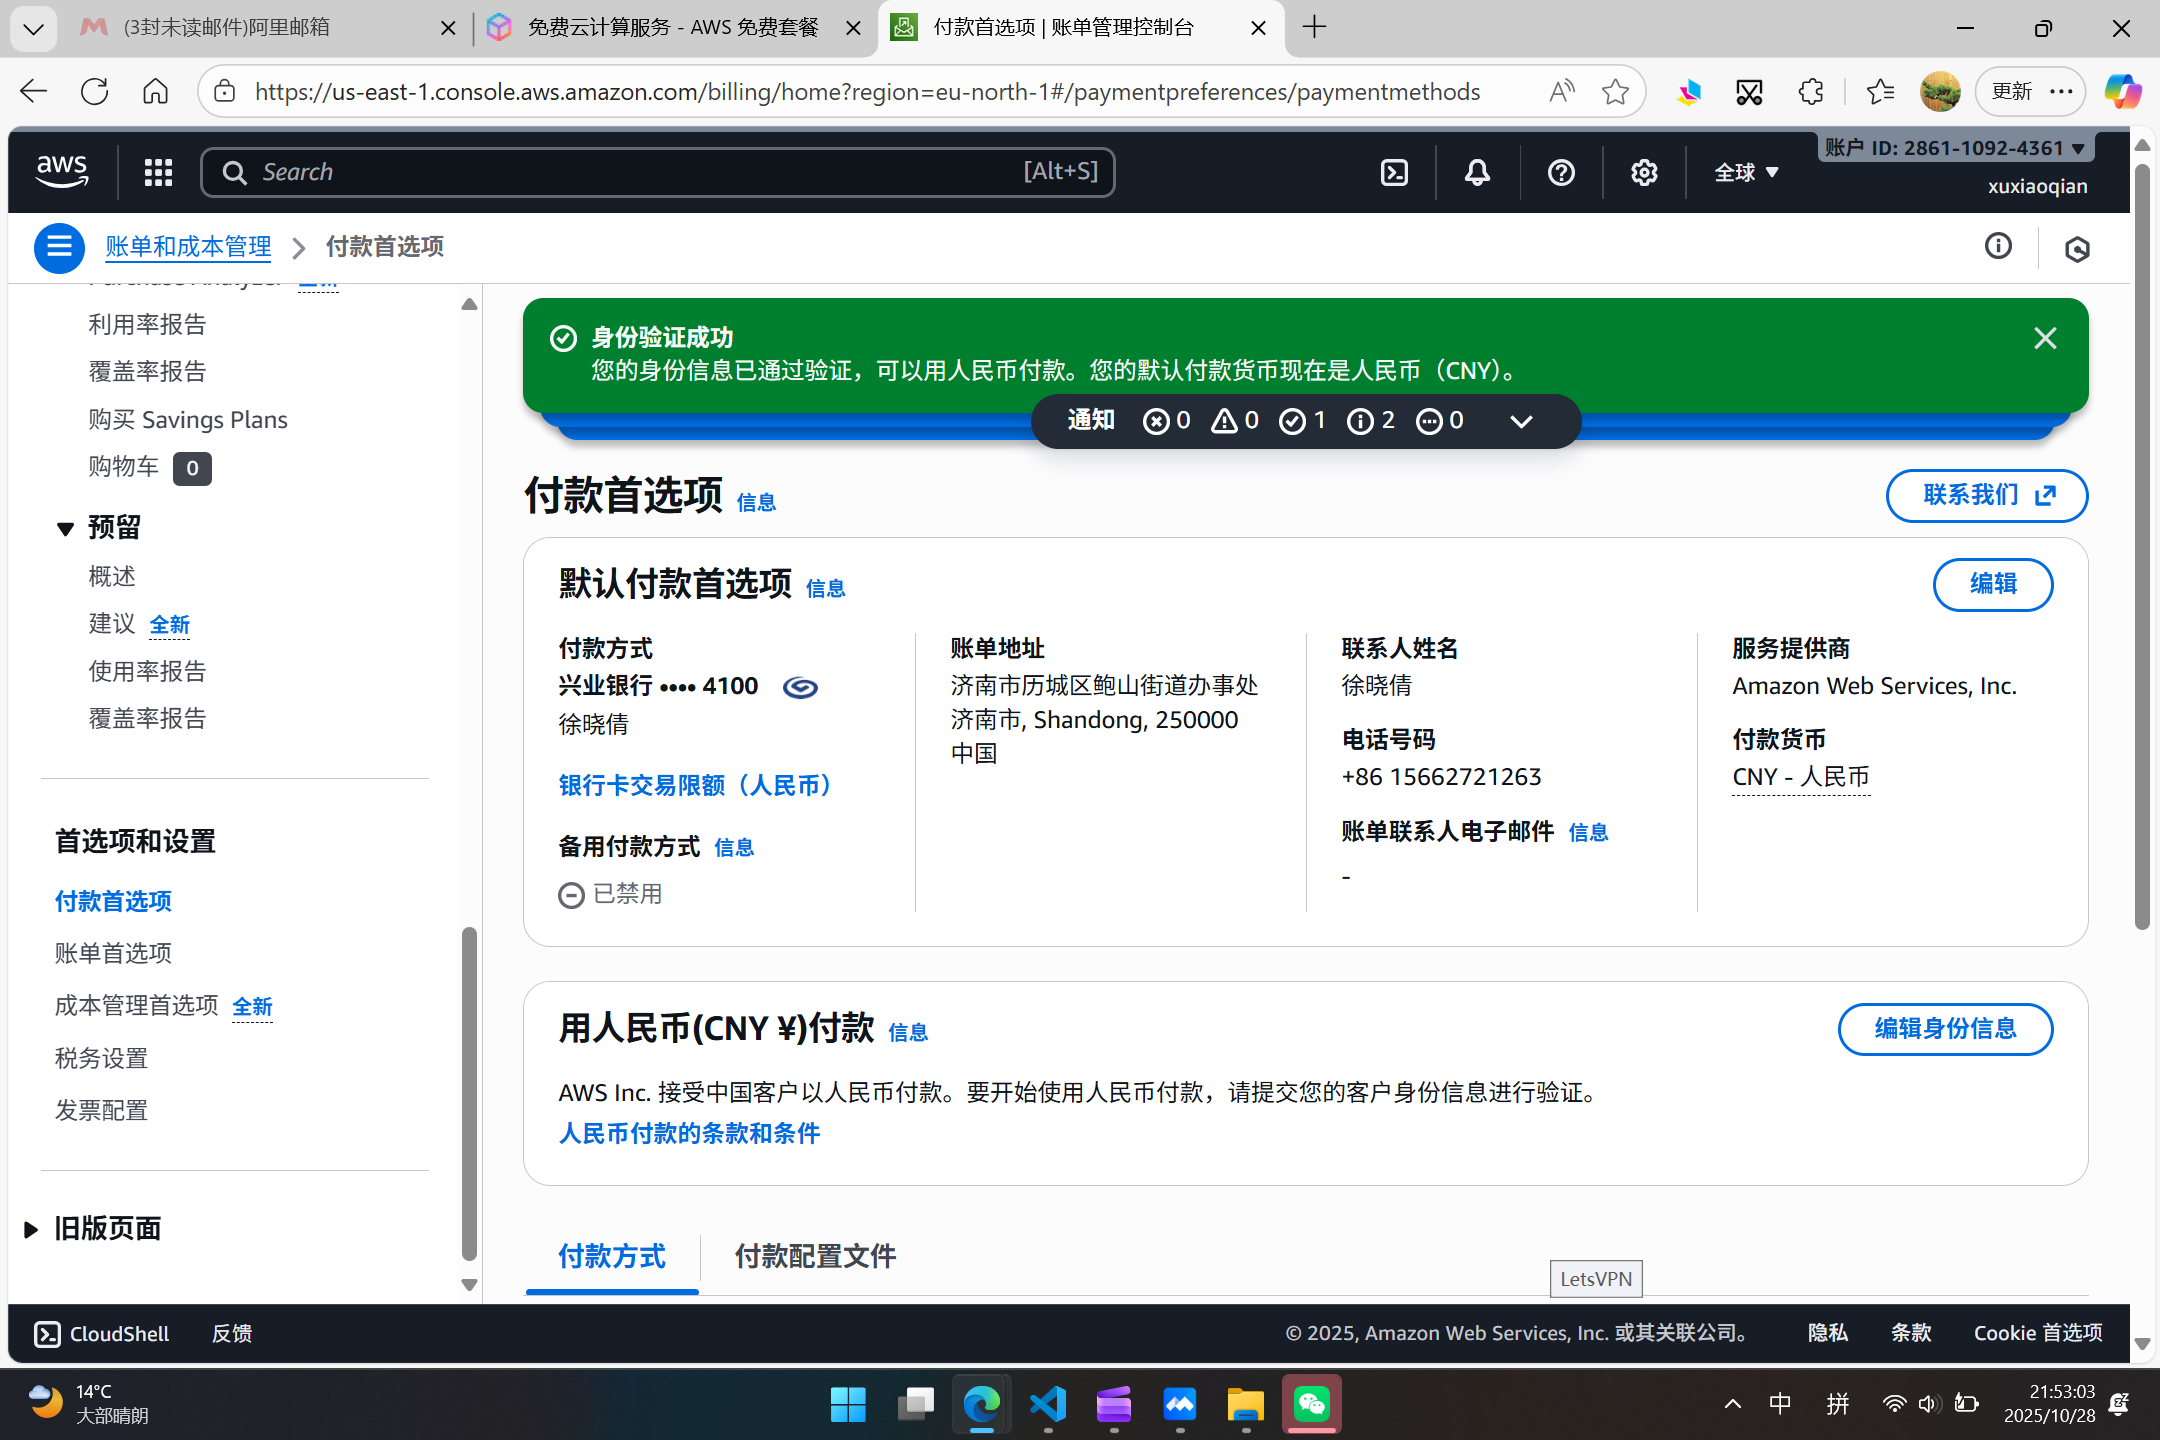 (3封未读邮件)阿里邮箱
免费云计算服务 - AWS 免费套餐
付款首选项 | 账单管理控制台
https://us-east-1.console.aws.amazon.com/billing/home?region=eu-north-1#/paymentpreferences/paymentmethods
更新
aws
Search
[Alt+S]
全球
账户 ID: 2861-1092-4361
xuxiaoqian
账单和成本管理
付款首选项
利用率报告
覆盖率报告
购买 Savings Plans
购物车 0
预留
概述
建议 全新
使用率报告
覆盖率报告
首选项和设置
付款首选项
账单首选项
成本管理首选项 全新
税务设置
发票配置
旧版页面
身份验证成功
您的身份信息已通过验证，可以用人民币付款。您的默认付款货币现在是人民币（CNY）。
通知 0 0 1 2 0
付款首选项 信息
联系我们
默认付款首选项 信息
编辑
付款方式
兴业银行 •••• 4100
徐晓倩
银行卡交易限额（人民币）
备用付款方式 信息
已禁用
账单地址
济南市历城区鲍山街道办事处
济南市, Shandong, 250000
中国
联系人姓名
徐晓倩
电话号码
+86 15662721263
账单联系人电子邮件 信息
-
服务提供商
Amazon Web Services, Inc.
付款货币
CNY - 人民币
用人民币(CNY ¥)付款 信息
编辑身份信息
AWS Inc. 接受中国客户以人民币付款。要开始使用人民币付款，请提交您的客户身份信息进行验证。
人民币付款的条款和条件
付款方式
付款配置文件
LetsVPN
CloudShell
反馈
© 2025, Amazon Web Services, Inc. 或其关联公司。
隐私
条款
Cookie 首选项
14°C
大部晴朗
中
拼
21:53:03
2025/10/28